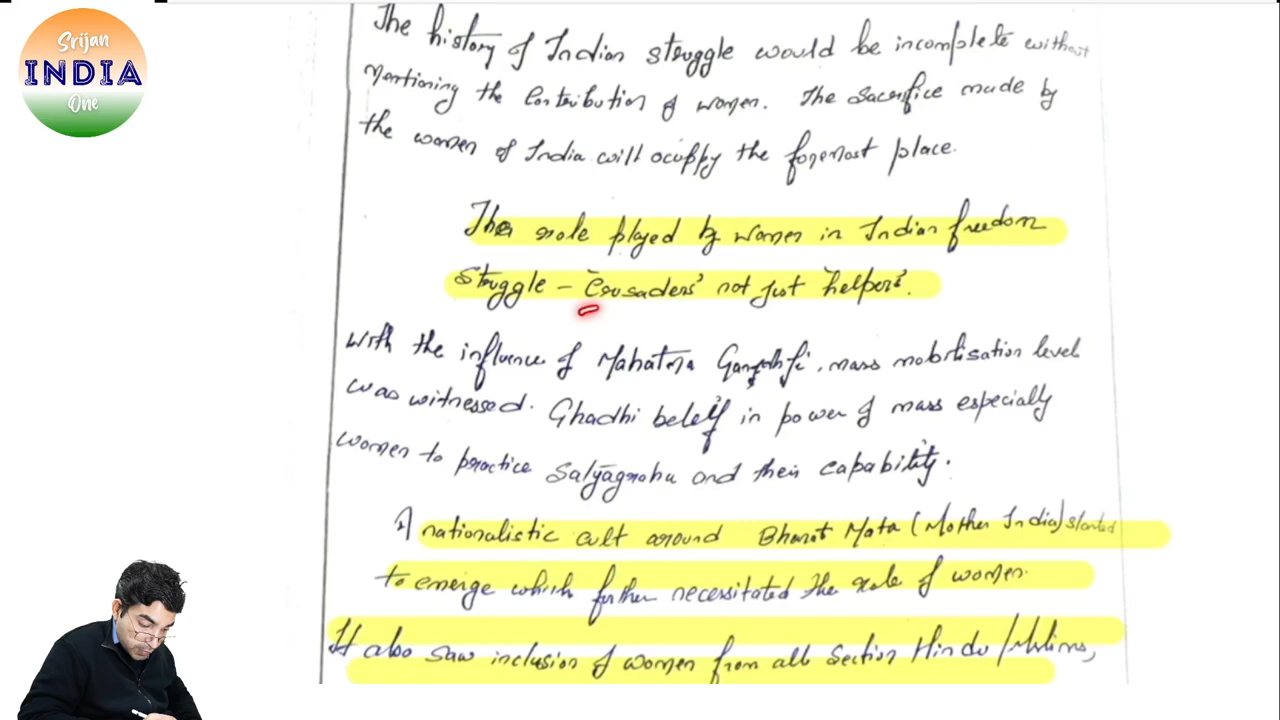 Srijan
INDIA
One
The history of Indian struggle would be incomplete without
mentioning the contribution of women. The sacrifice made by
the women of India will ocuppy the foremost place.
The role played by women in Indian freedom
struggle – 'Crusaders' not just 'helpers'.
With the influence of Mahatma Gandhiji, mass mobilisation level
was witnessed. Ghadhi beleif in power of mass especially
women to practice Satyagraha and their capability.
A nationalistic cult around Bharat Mata (Mother India) started
to emerge which further necessitated the role of women.
It also saw inclusion of women from all section Hindu / Muslims,